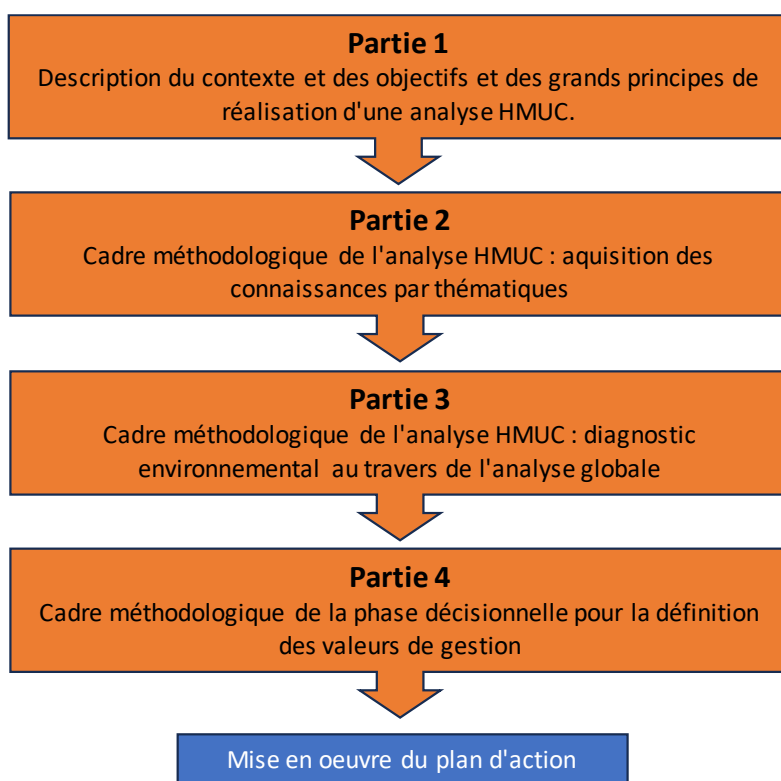 Partie 1
Description du contexte et des objectifs et des grands principes de
réalisation d'une analyse HMUC.
Partie 2
Cadre méthodologique de l'analyse HMUC : aquisition des
connaissances par thématiques
Partie 3
Cadre méthodologique de l'analyse HMUC : diagnostic
environnemental au travers de l'analyse globale
Partie 4
Cadre méthodologique de la phase décisionnelle pour la définition
des valeurs de gestion
Mise en oeuvre du plan d'action